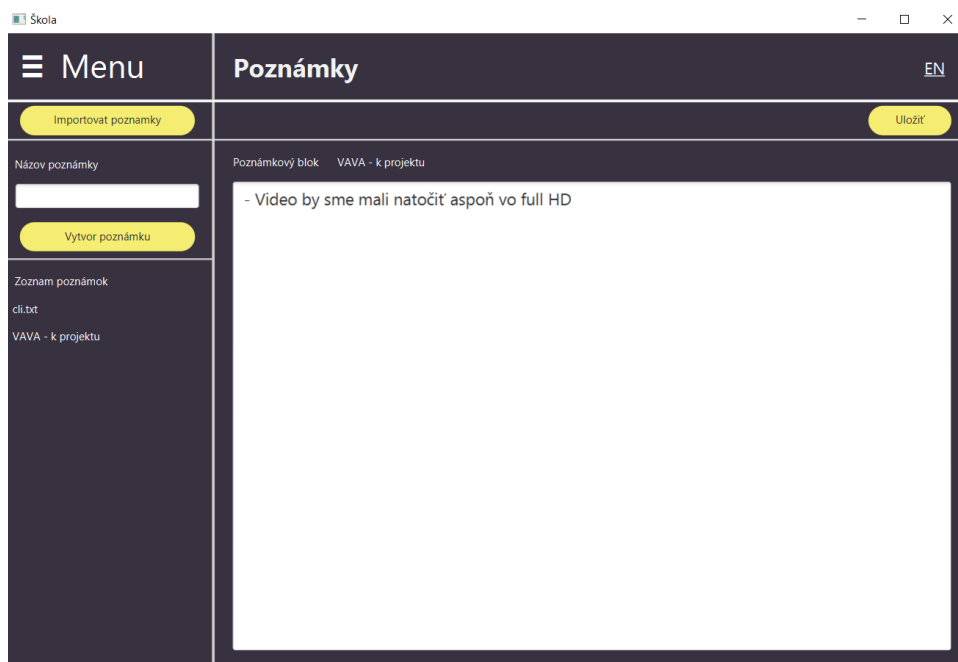 Škola
Menu
Poznámky
EN
Importovat poznamky
Uložiť
Názov poznámky
Vytvor poznámku
Zoznam poznámok
cli.txt
VAVA - k projektu
Poznámkový blok VAVA - k projektu
- Video by sme mali natočiť aspoň vo full HD